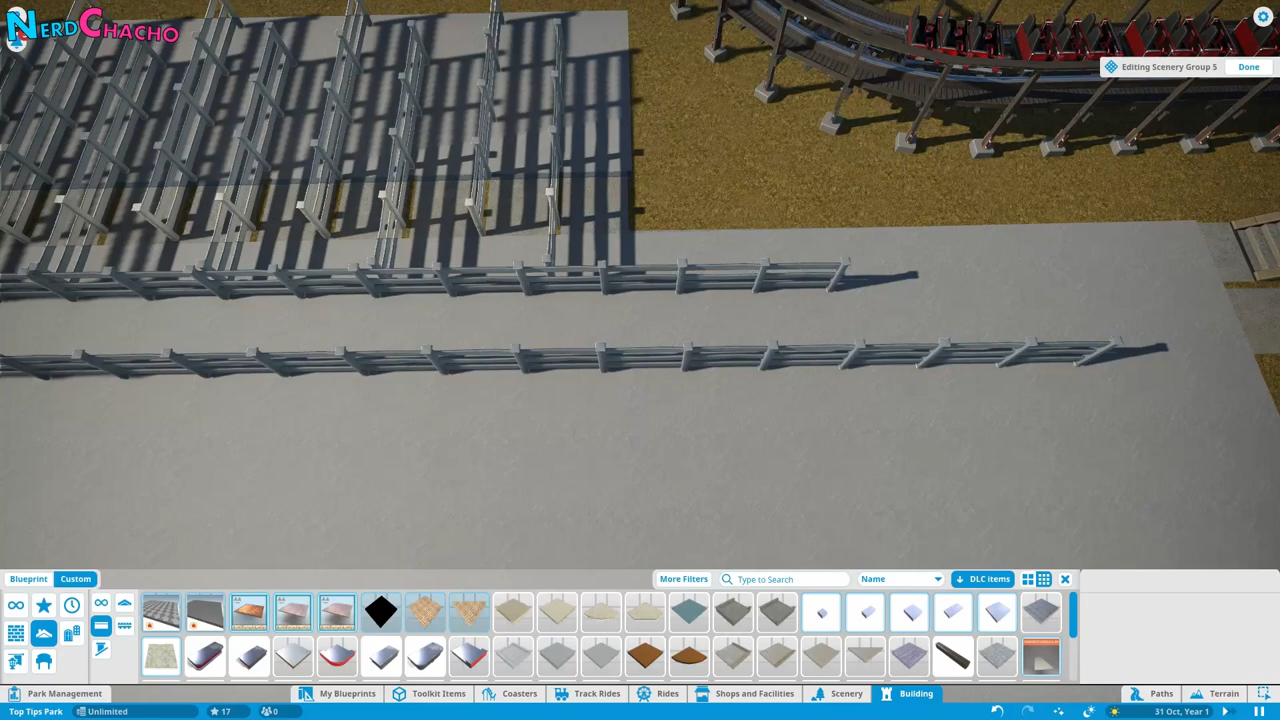 NERDCHACHO
Editing Scenery Group 5
Done
Blueprint
Custom
More Filters
Type to Search
Name
DLC items
Park Management
My Blueprints
Toolkit Items
Coasters
Track Rides
Rides
Shops and Facilities
Scenery
Building
Paths
Terrain
Top Tips Park
Unlimited
17
0
31 Oct, Year 1